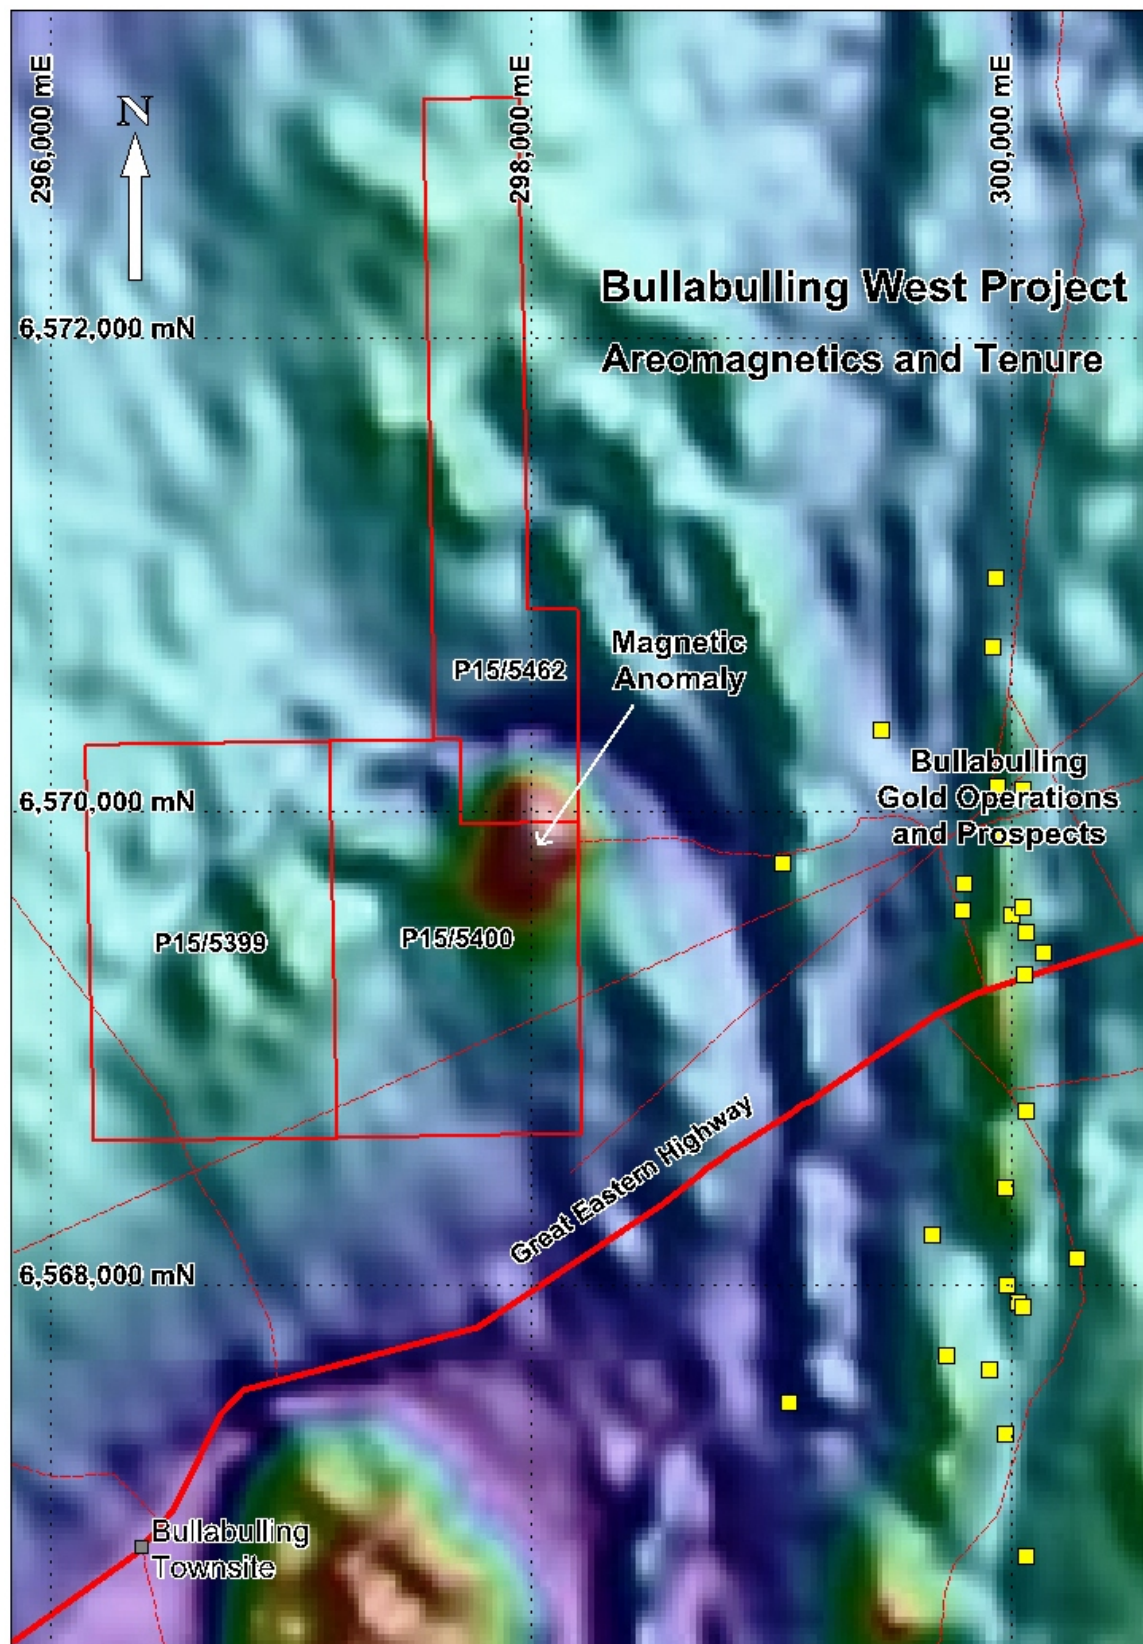 296,000 mE
298,000 mE
300,000 mE
N
Bullabulling West Project
Areomagnetics and Tenure
6,572,000 mN
P15/5462
Magnetic
Anomaly
Bullabulling
Gold Operations
and Prospects
6,570,000 mN
P15/5399
P15/5400
Great Eastern Highway
6,568,000 mN
Bullabulling
Townsite